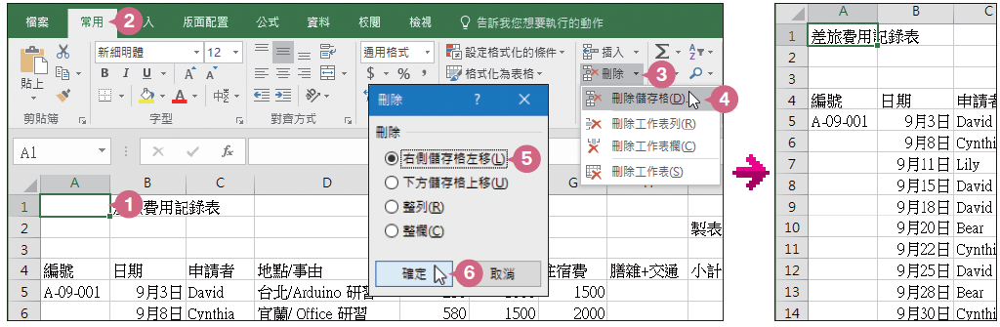 檔案 常用 2 入 版面配置 公式 資料 校閱 檢視 告訴我您想要執行的動作
新細明體 12 通用格式 設定格式化的條件 插入 Σ
貼上 B I U A A $ % , 格式化為表格 刪除 3
剪貼簿 字型 對齊方式
刪除儲存格(D)... 4
刪除工作表列(R)
刪除工作表欄(C)
刪除工作表(S)
刪除 ?
刪除
右側儲存格左移(L) 5
下方儲存格上移(U)
整列(R)
整欄(C)
確定 6 取消
A1 fx
A B C D G
1 1 差旅費用記錄表
2 製表
3
4 編號 日期 申請者 地點/事由 住宿費 膳雜+交通 小計
5 A-09-001 9月3日 David 台北/Arduino 研習 1500
6 9月8日 Cynthia 宜蘭/ Office 研習 580 1500 2000
A B C
1 差旅費用記錄表
2
3
4 編號 日期 申請者
5 A-09-001 9月3日 David
6 9月8日 Cynthi
7 9月11日 Lily
8 9月15日 David
9 9月18日 David
10 9月20日 Bear
11 9月22日 Cynthi
12 9月25日 David
13 9月28日 Bear
14 9月30日 Bear